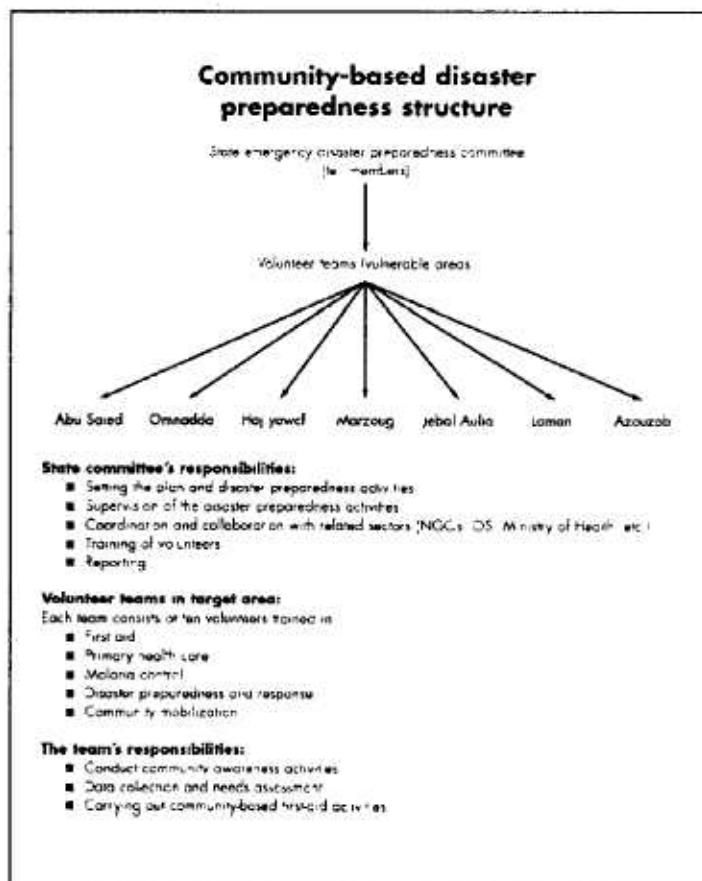 Community-based disaster
preparedness structure
State emergency disaster preparedness committee
(ten members)
Volunteer teams (vulnerable areas
Abu Saied Omnadda Haj yowsif Marzoug Jebal Aulia Laman Azouzab
State committee's responsibilities:
■ Setting the plan and disaster preparedness activities
■ Supervision of the disaster preparedness activities
■ Coordination and collaboration with related sectors (NGOs Ministry of Health etc.)
■ Training of volunteers
■ Reporting
Volunteer teams in target area:
Each team consists of ten volunteers trained in
■ First aid
■ Primary health care
■ Malaria control
■ Disaster preparedness and response
■ Community mobilization
The team's responsibilities:
■ Conduct community awareness activities
■ Data collection and needs assessment
■ Carrying out community-based first-aid activities